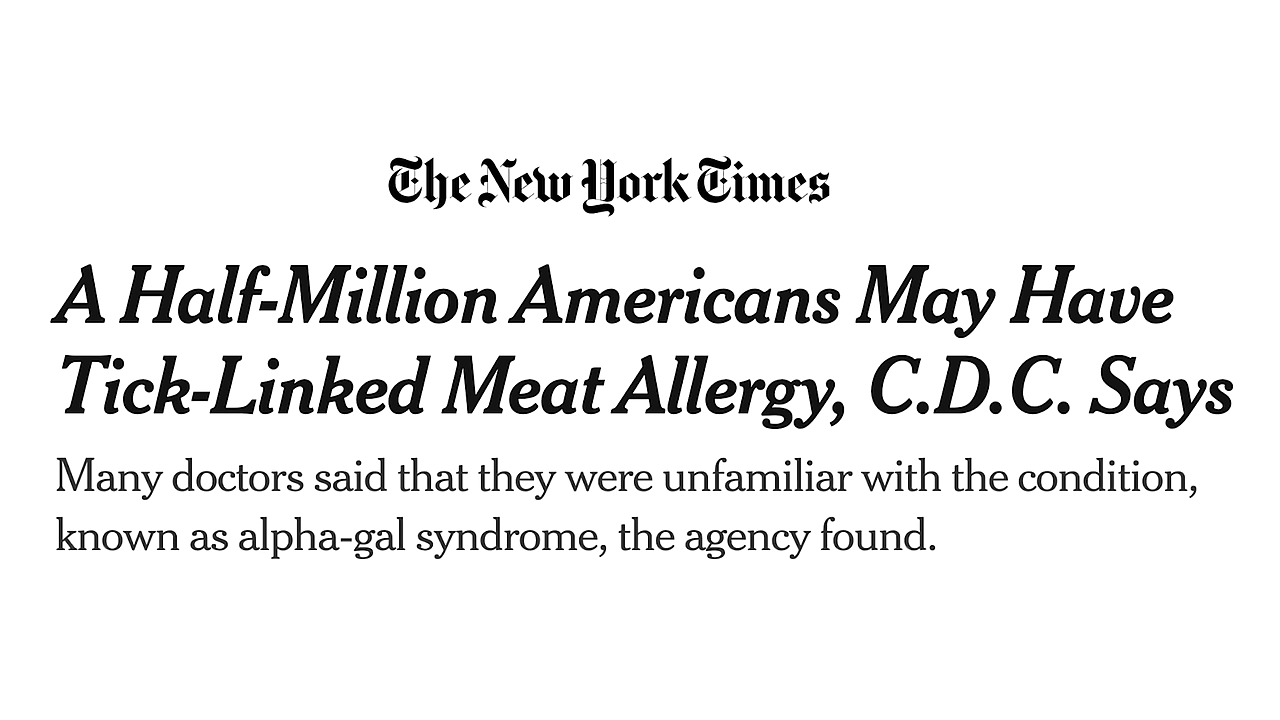 The New York Times
A Half-Million Americans May Have
Tick-Linked Meat Allergy, C.D.C. Says
Many doctors said that they were unfamiliar with the condition,
known as alpha-gal syndrome, the agency found.